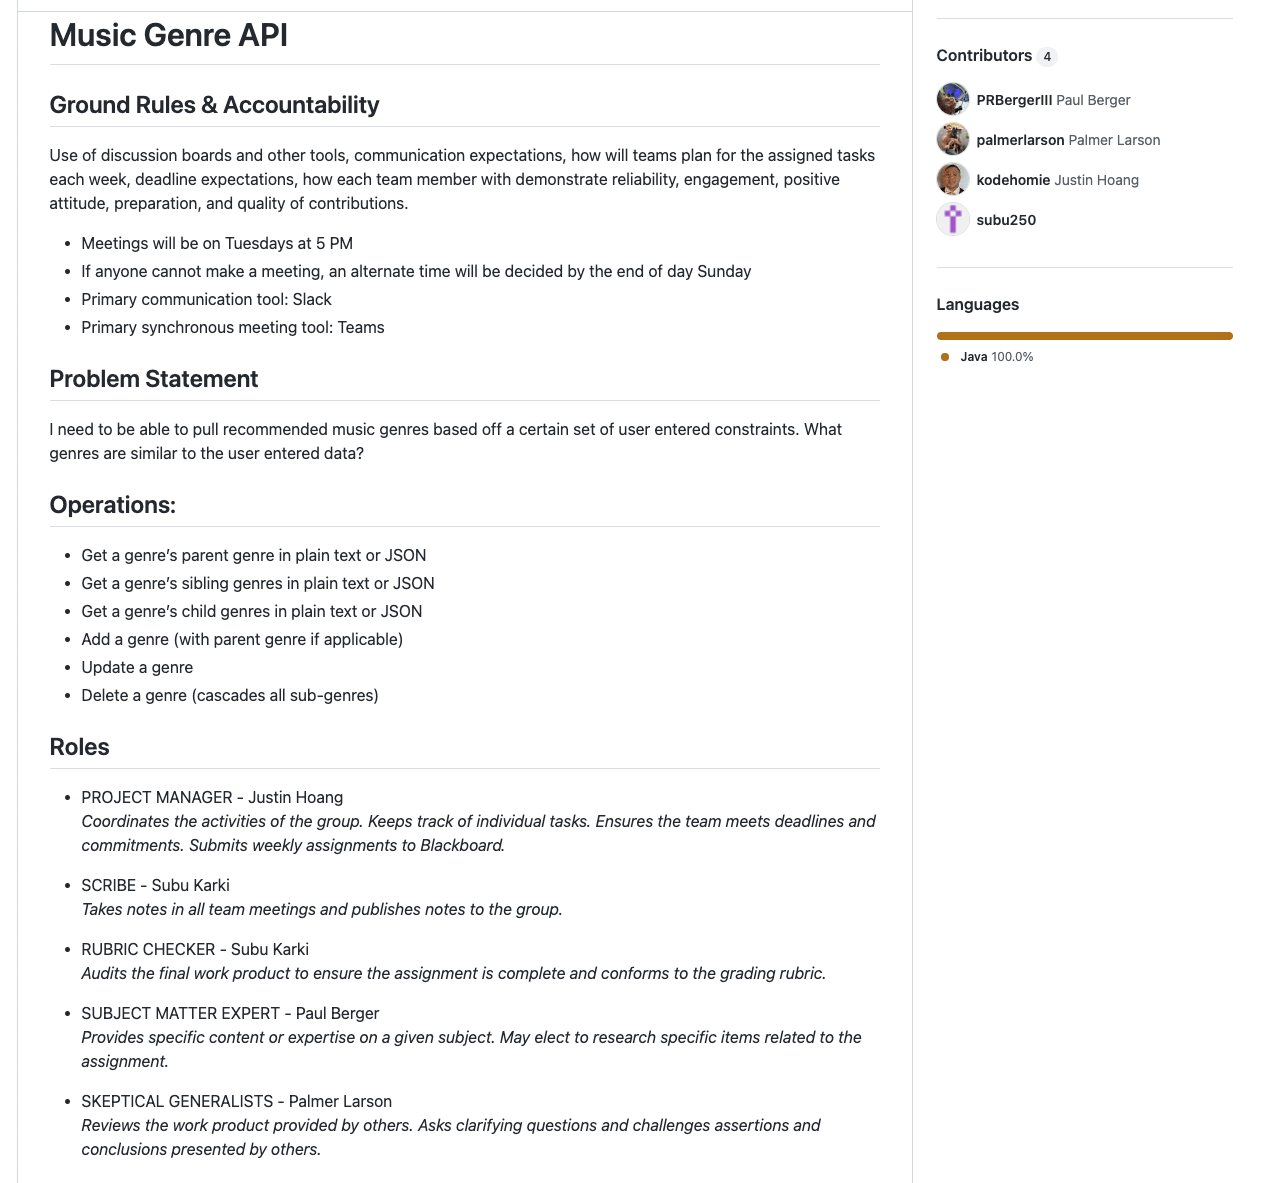 Music Genre API
Ground Rules & Accountability
Use of discussion boards and other tools, communication expectations, how will teams plan for the assigned tasks
each week, deadline expectations, how each team member with demonstrate reliability, engagement, positive
attitude, preparation, and quality of contributions.
• Meetings will be on Tuesdays at 5 PM
• If anyone cannot make a meeting, an alternate time will be decided by the end of day Sunday
• Primary communication tool: Slack
• Primary synchronous meeting tool: Teams
Problem Statement
I need to be able to pull recommended music genres based off a certain set of user entered constraints. What
genres are similar to the user entered data?
Operations:
• Get a genre’s parent genre in plain text or JSON
• Get a genre’s sibling genres in plain text or JSON
• Get a genre’s child genres in plain text or JSON
• Add a genre (with parent genre if applicable)
• Update a genre
• Delete a genre (cascades all sub-genres)
Roles
• PROJECT MANAGER - Justin Hoang
Coordinates the activities of the group. Keeps track of individual tasks. Ensures the team meets deadlines and
commitments. Submits weekly assignments to Blackboard.
• SCRIBE - Subu Karki
Takes notes in all team meetings and publishes notes to the group.
• RUBRIC CHECKER - Subu Karki
Audits the final work product to ensure the assignment is complete and conforms to the grading rubric.
• SUBJECT MATTER EXPERT - Paul Berger
Provides specific content or expertise on a given subject. May elect to research specific items related to the
assignment.
• SKEPTICAL GENERALISTS - Palmer Larson
Reviews the work product provided by others. Asks clarifying questions and challenges assertions and
conclusions presented by others.
Contributors 4
PRBergerIII Paul Berger
palmerlarson Palmer Larson
kodehomie Justin Hoang
subu250
Languages
Java 100.0%